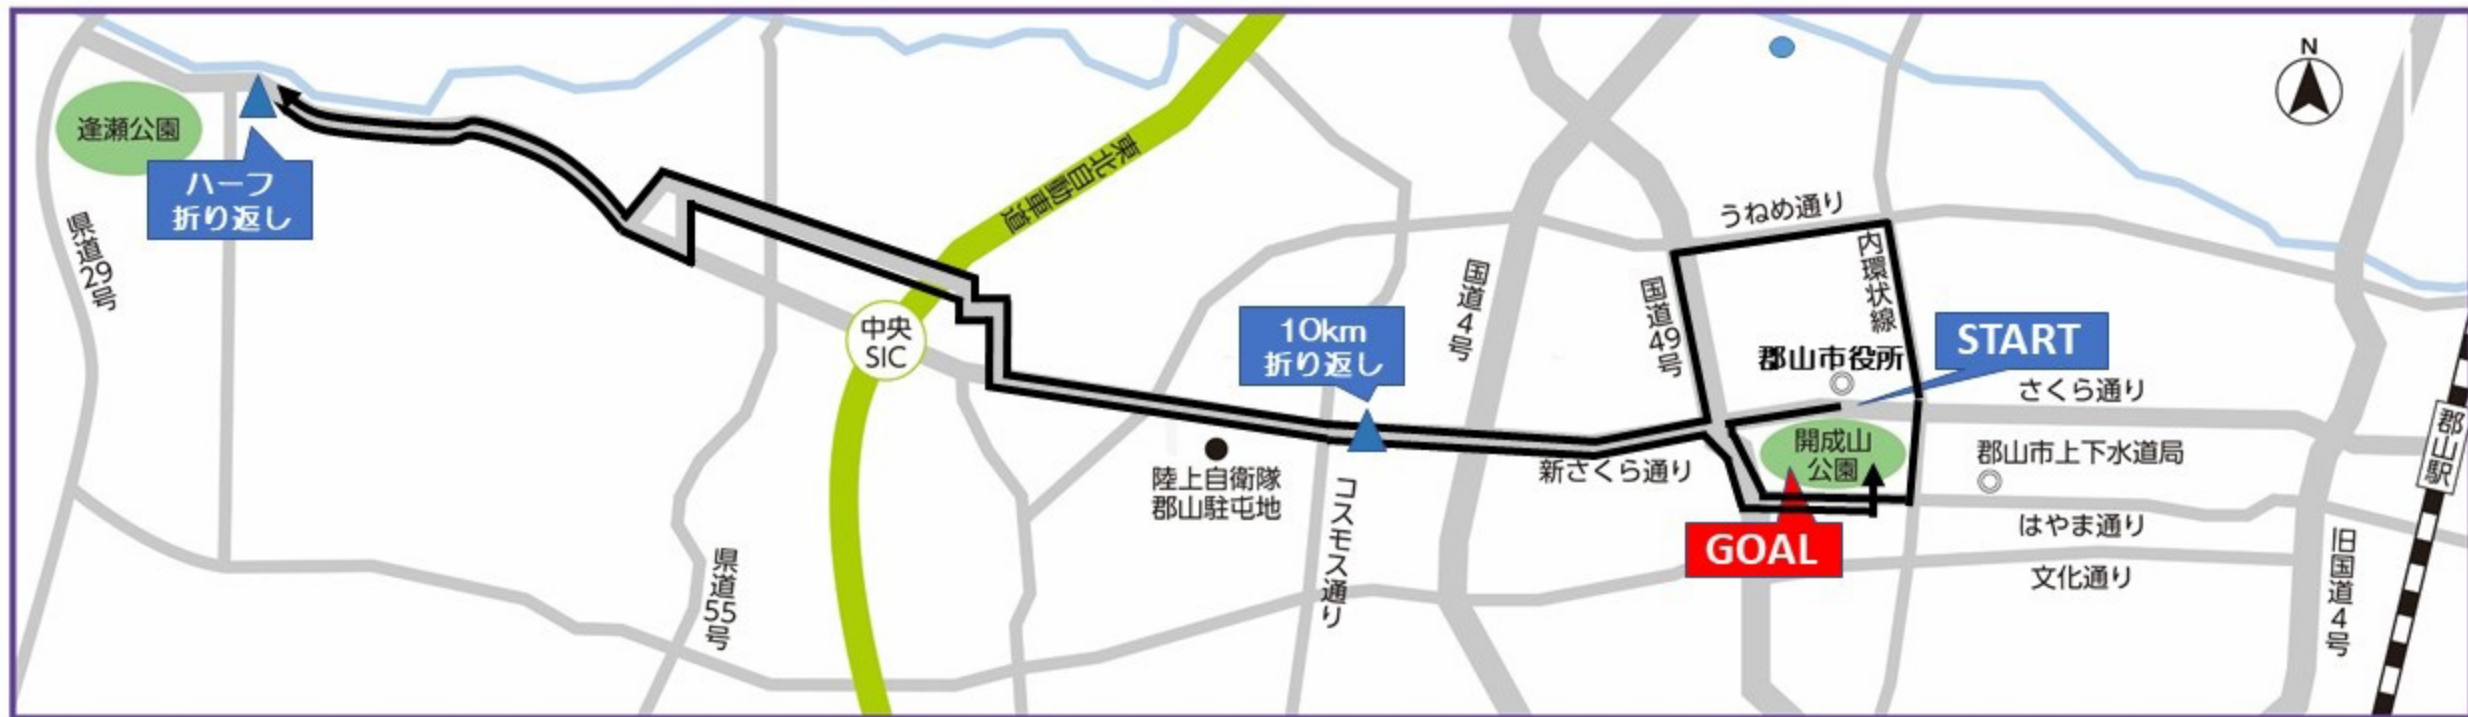 N
逢瀬公園
ハーフ
折り返し
県道29号
東北自動車道
中央
SIC
県道55号
10km
折り返し
陸上自衛隊
郡山駐屯地
コスモス通り
国道4号
新さくら通り
うねめ通り
国道49号
内環状線
郡山市役所
START
さくら通り
開成山
公園
GOAL
郡山市上下水道局
はやま通り
文化通り
旧国道4号
郡山駅